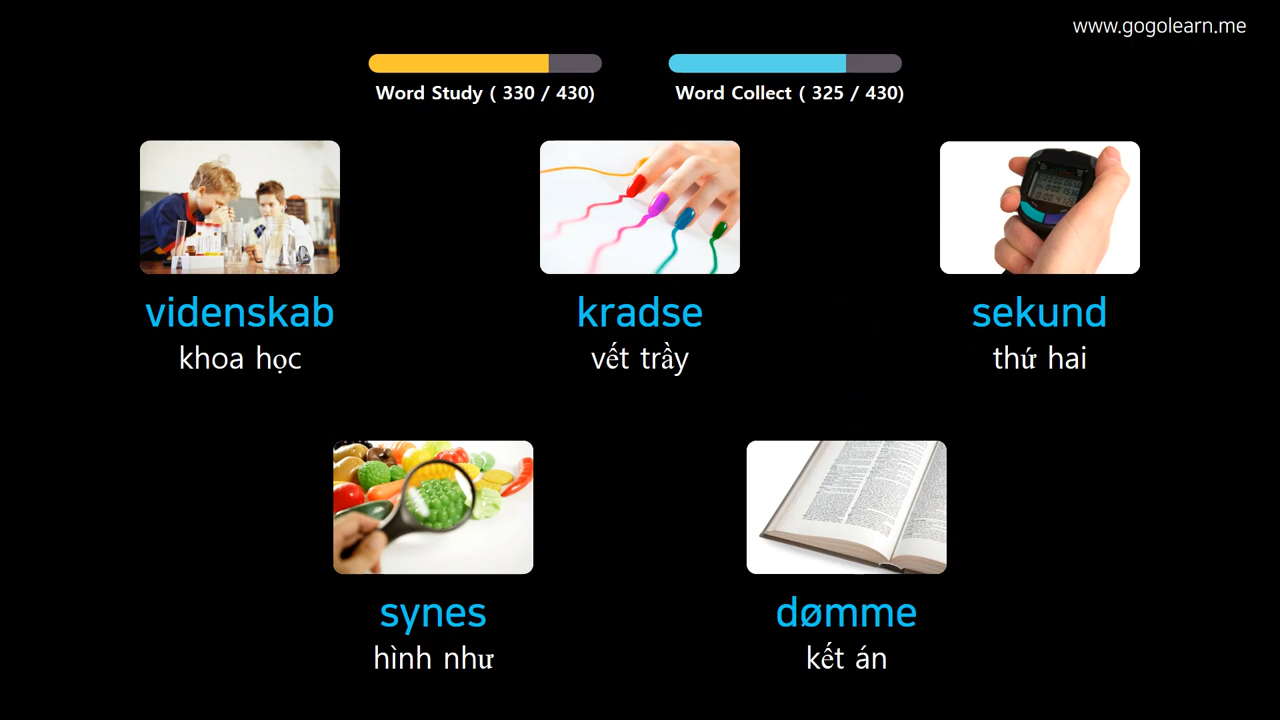 www.gogolearn.me
Word Study ( 330 / 430)
Word Collect ( 325 / 430)
videnskab
khoa học
kradse
vết trầy
sekund
thứ hai
synes
hình như
dømme
kết án